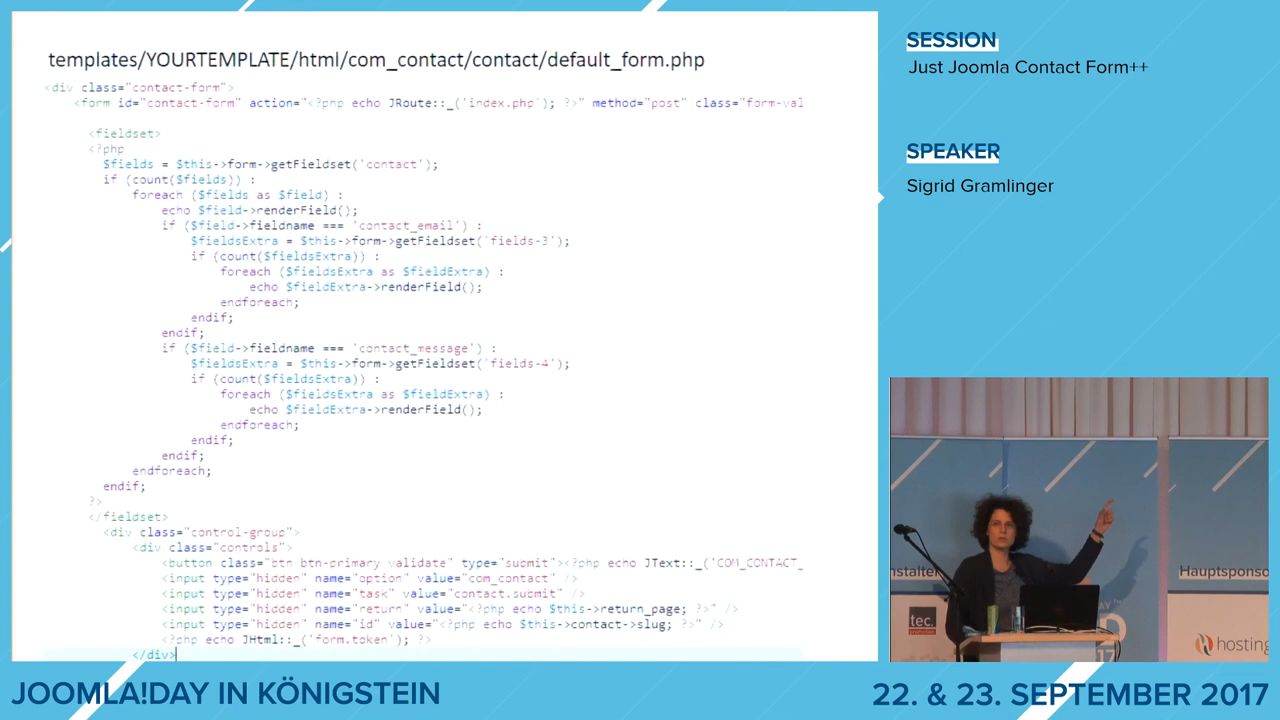 templates/YOURTEMPLATE/html/com_contact/contact/default_form.php
<div class="contact-form">
<form id="contact-form" action="<?php echo JRoute::_('index.php'); ?>" method="post" class="form-val
<fieldset>
<?php
$fields = $this->form->getFieldset('contact');
if (count($fields)) :
foreach ($fields as $field) :
echo $field->renderField();
if ($field->fieldname === 'contact_email') :
$fieldsExtra = $this->form->getFieldset('fields-3');
if (count($fieldsExtra)) :
foreach ($fieldsExtra as $fieldExtra) :
echo $fieldExtra->renderField();
endforeach;
endif;
endif;
if ($field->fieldname === 'contact_message') :
$fieldsExtra = $this->form->getFieldset('fields-4');
if (count($fieldsExtra)) :
foreach ($fieldsExtra as $fieldExtra) :
echo $fieldExtra->renderField();
endforeach;
endif;
endif;
endforeach;
endif;
?>
</fieldset>
<div class="control-group">
<div class="controls">
<button class="btn btn-primary validate" type="submit"><?php echo JText::_('COM_CONTACT_
<input type="hidden" name="option" value="com_contact" />
<input type="hidden" name="task" value="contact.submit" />
<input type="hidden" name="return" value="<?php echo $this->return_page; ?>" />
<input type="hidden" name="id" value="<?php echo $this->contact->slug; ?>" />
<?php echo JHtml::_('form.token'); ?>
</div>
SESSION
Just Joomla Contact Form++
SPEAKER
Sigrid Gramlinger
nstalter
Hauptsponso
tec.
hosting
17
JOOMLA!DAY IN KÖNIGSTEIN
22. & 23. SEPTEMBER 2017